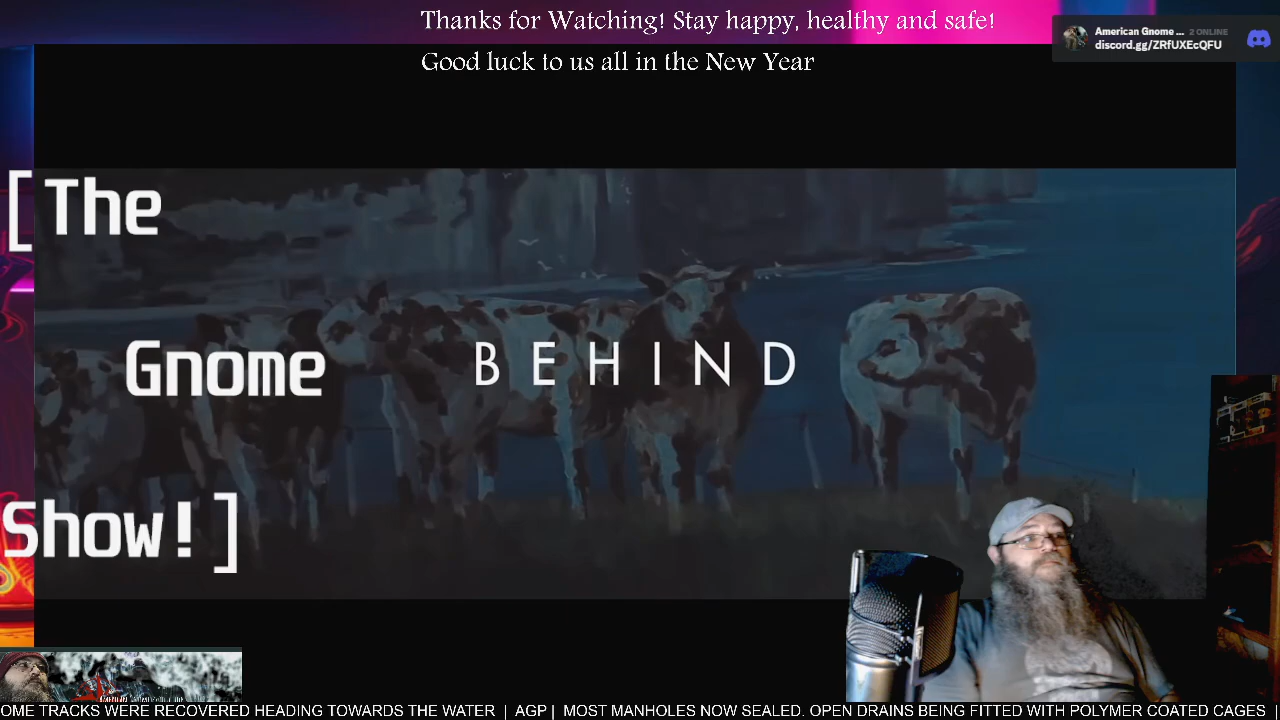 Thanks for Watching! Stay happy, healthy and safe!
Good luck to us all in the New Year
American Gnome ... 2 ONLINE
discord.gg/ZRfUXEcQFU
[The
Gnome
Show!]
BEHIND
OME TRACKS WERE RECOVERED HEADING TOWARDS THE WATER | AGP | MOST MANHOLES NOW SEALED. OPEN DRAINS BEING FITTED WITH POLYMER COATED CAGES |